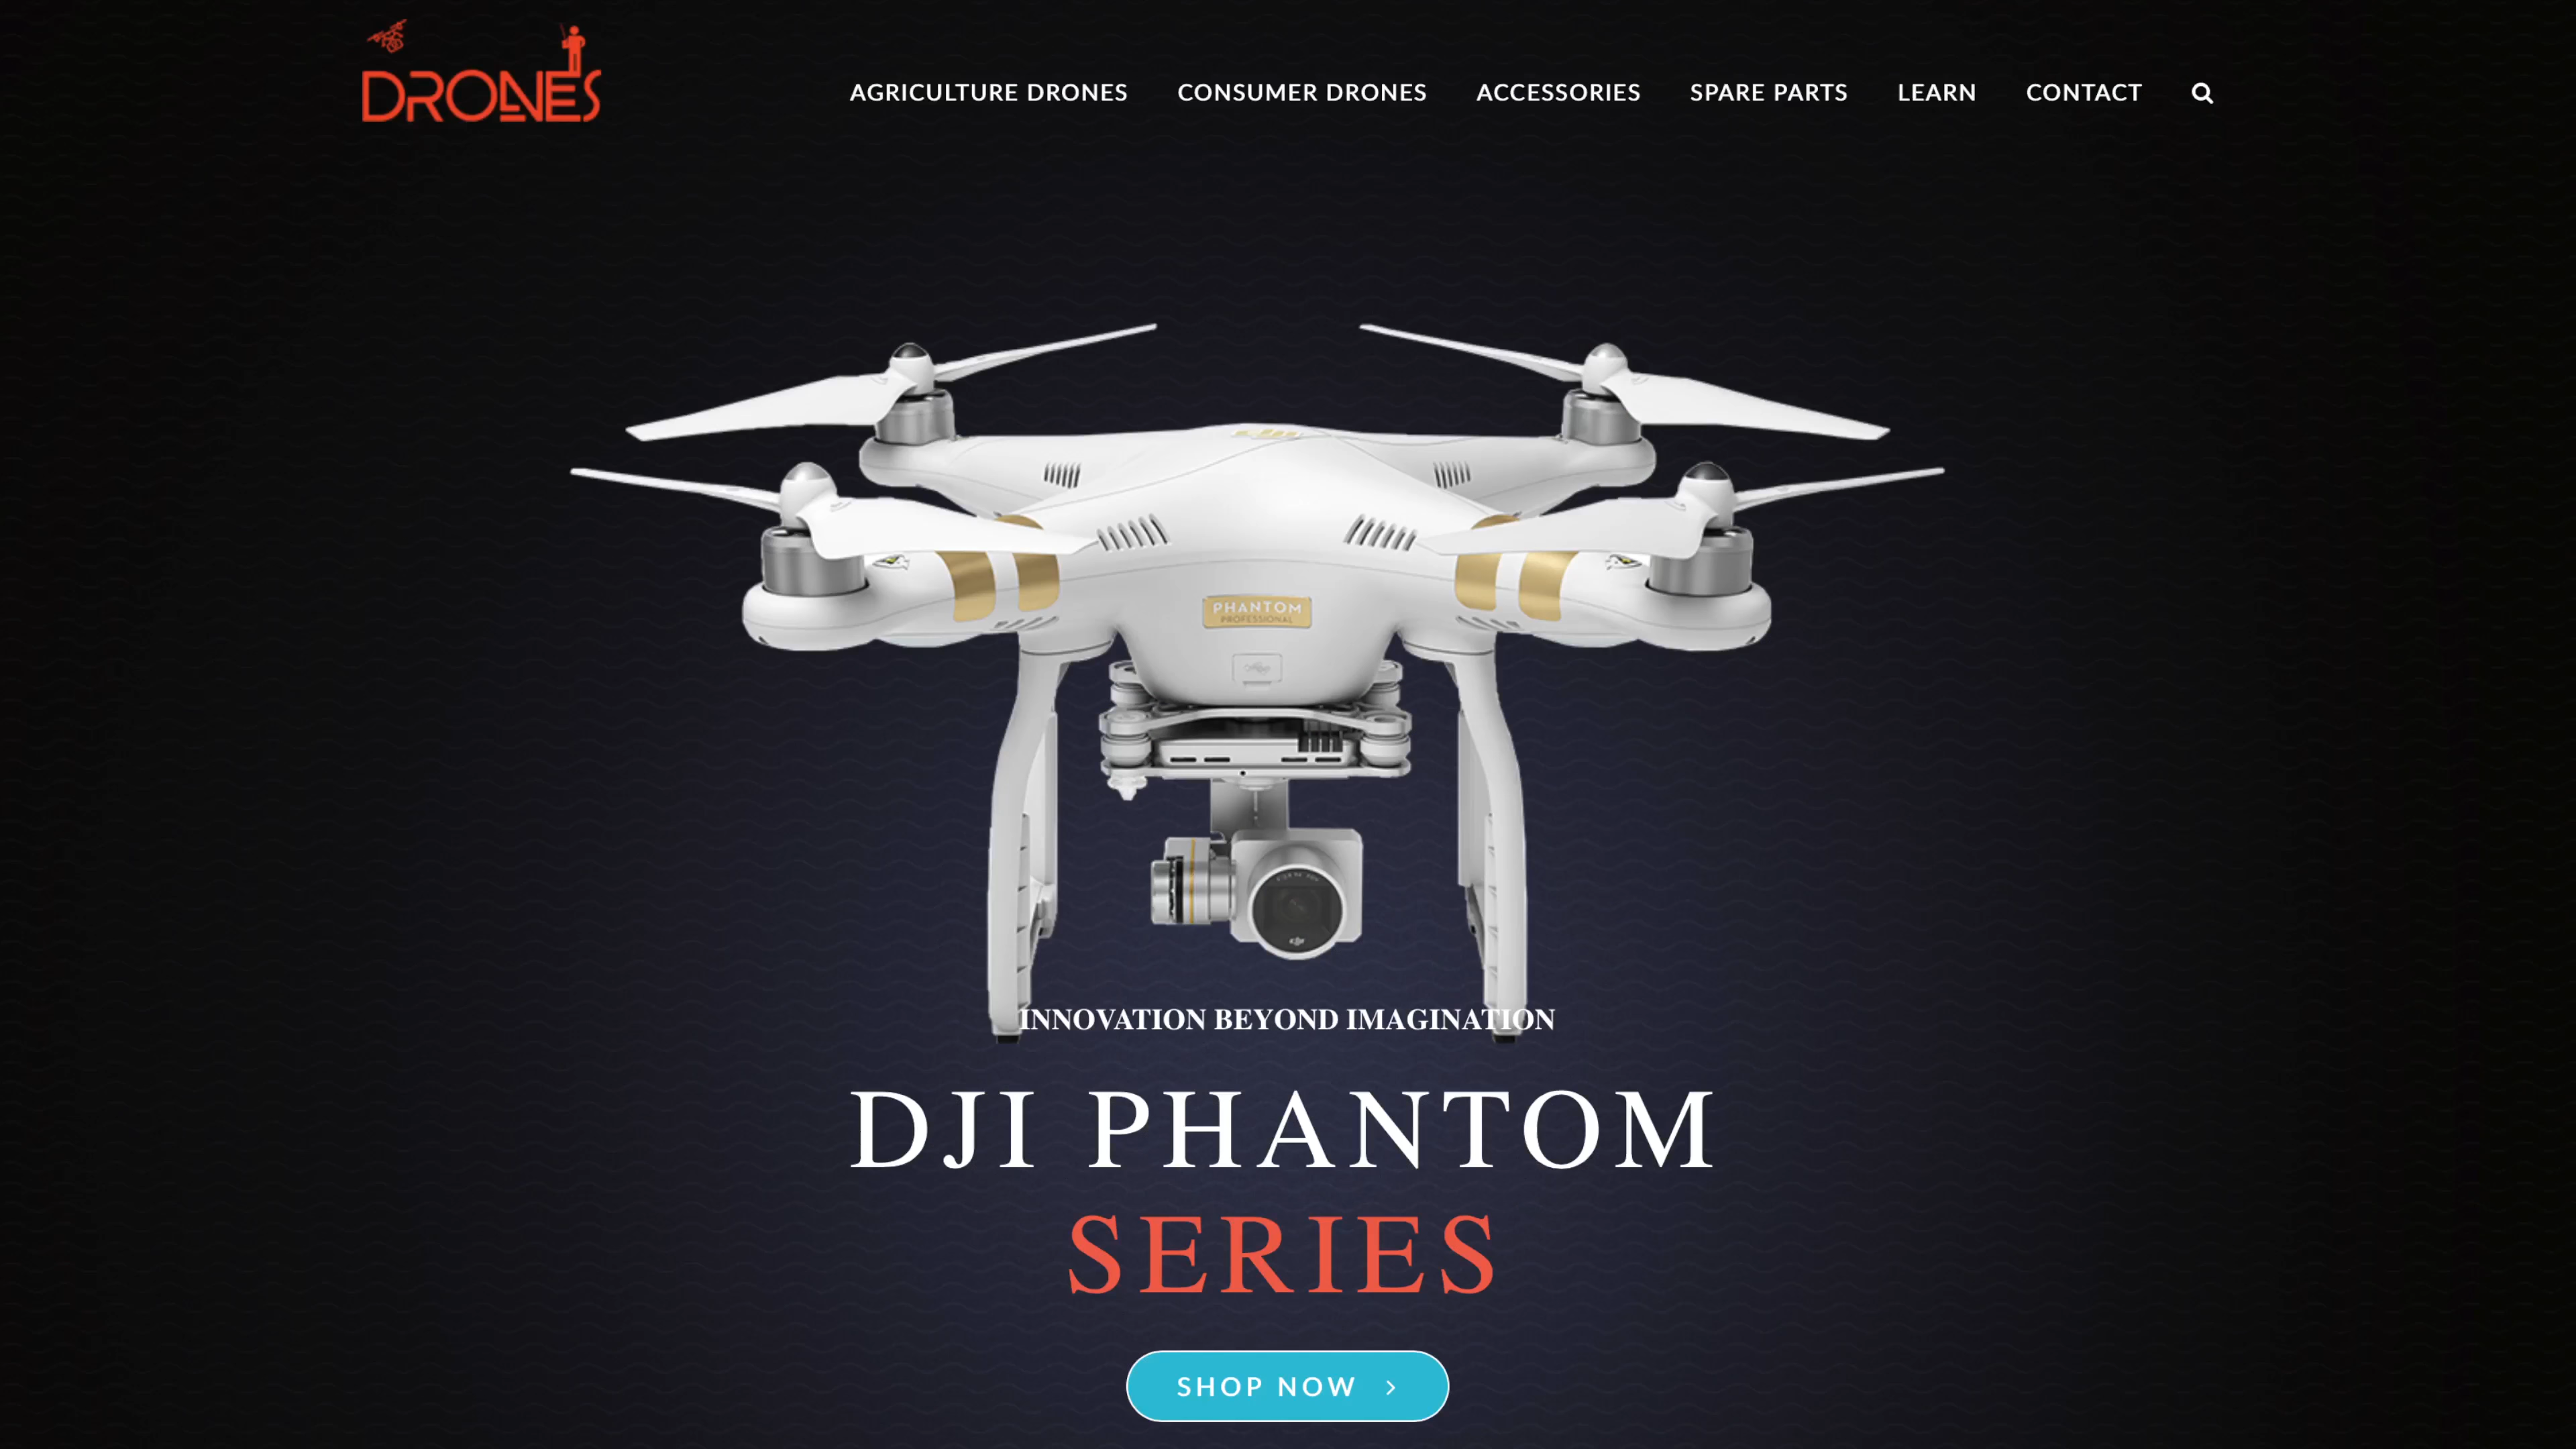 DRONES
AGRICULTURE DRONES CONSUMER DRONES ACCESSORIES SPARE PARTS LEARN CONTACT
PHANTOM
PROFESSIONAL
INNOVATION BEYOND IMAGINATION
DJI PHANTOM
SERIES
SHOP NOW